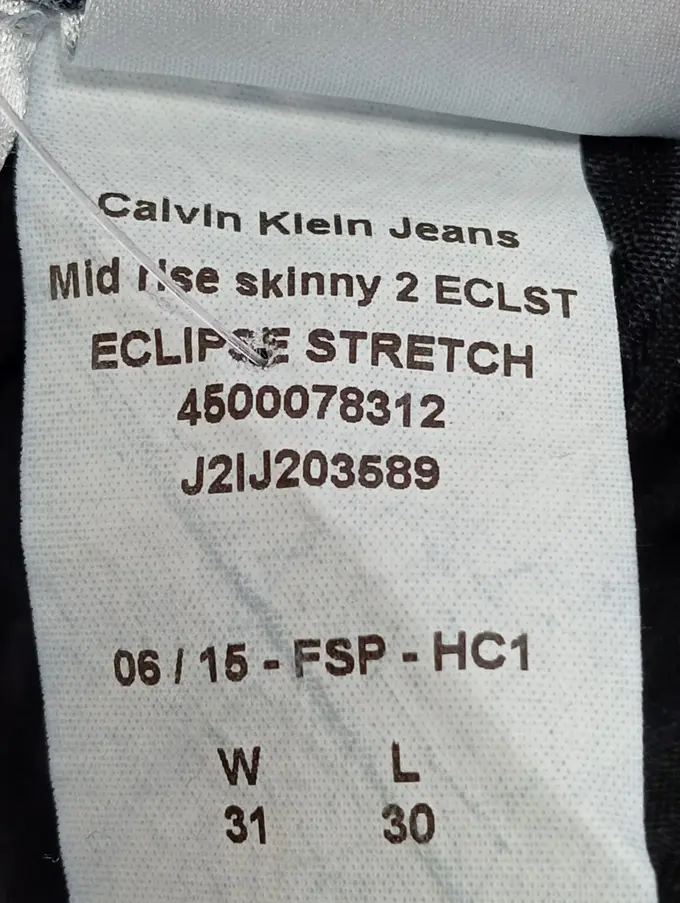 Calvin Klein Jeans
Mid rise skinny 2 ECLST
ECLIPSE STRETCH
4500078312
J2IJ203589
06 / 15 - FSP - HC1
W L
31 30